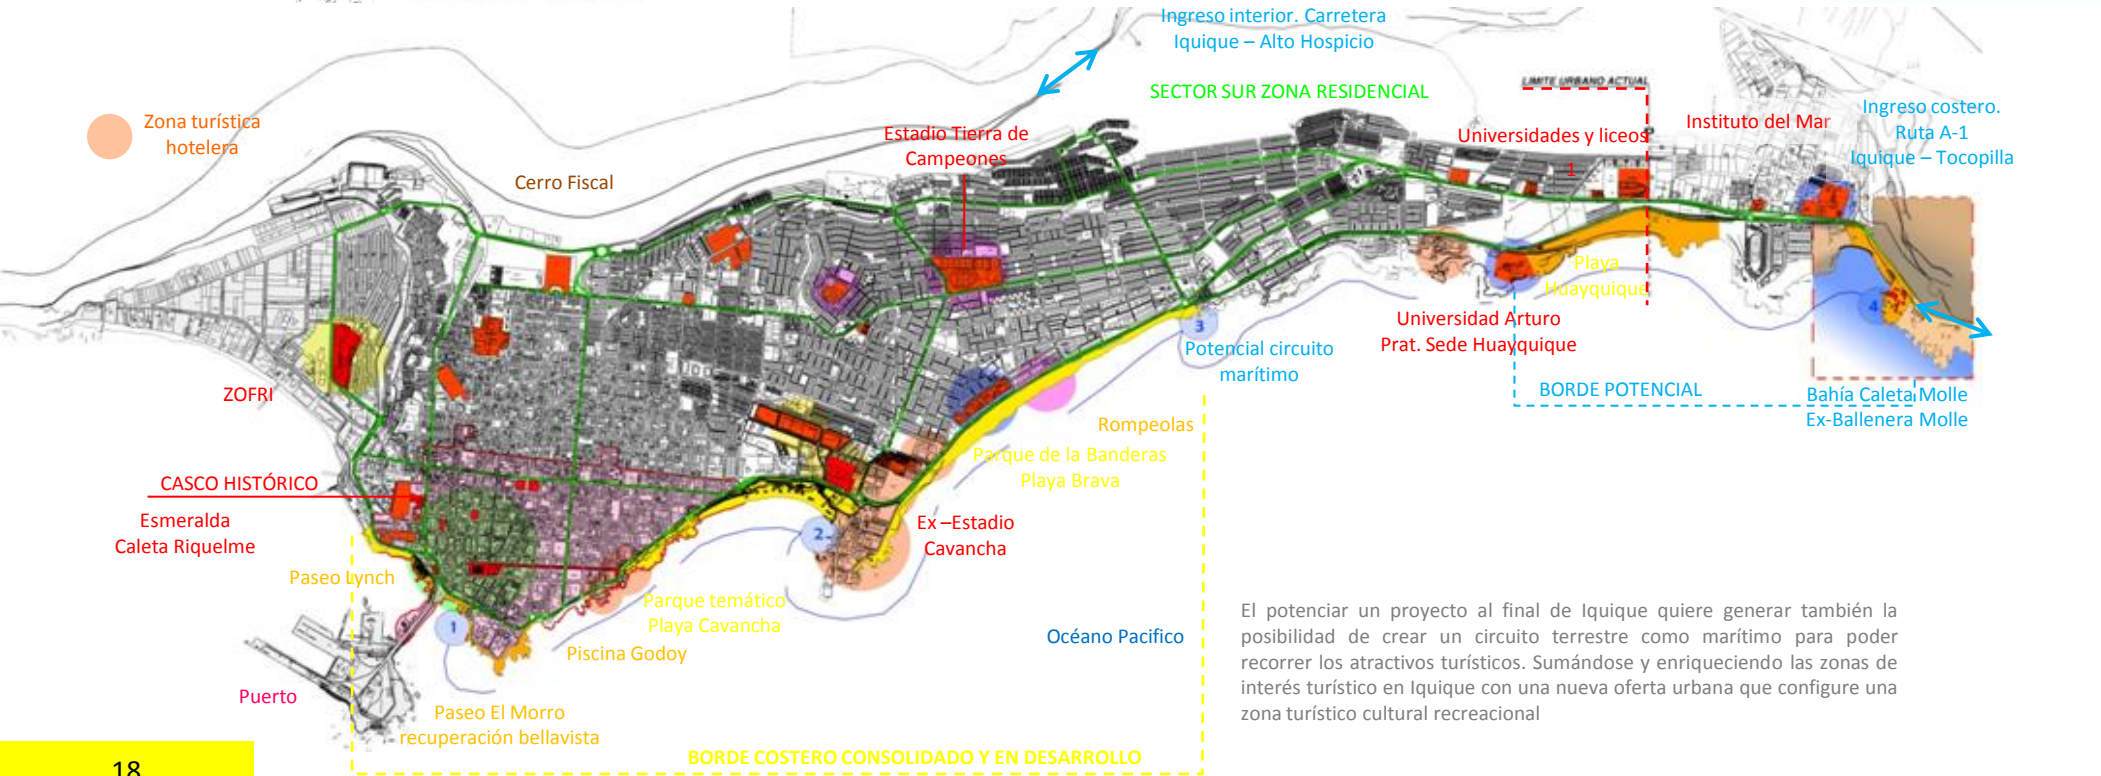 Ingreso interior. Carretera
Iquique – Alto Hospicio
SECTOR SUR ZONA RESIDENCIAL
LIMITE URBANO ACTUAL
Zona turística
hotelera
Cerro Fiscal
Estadio Tierra de
Campeones
Universidades y liceos
1
Instituto del Mar
Ingreso costero.
Ruta A-1
Iquique – Tocopilla
Playa
Huayquique
Universidad Arturo
Prat. Sede Huayquique
3
Potencial circuito
marítimo
4
BORDE POTENCIAL
Bahía Caleta Molle
Ex-Ballenera Molle
ZOFRI
CASCO HISTÓRICO
Esmeralda
Caleta Riquelme
Rompeolas
Parque de la Banderas
Playa Brava
2
Ex –Estadio
Cavancha
Paseo Lynch
Parque temático
Playa Cavancha
1
Piscina Godoy
Puerto
Paseo El Morro
recuperación bellavista
Océano Pacifico
BORDE COSTERO CONSOLIDADO Y EN DESARROLLO
El potenciar un proyecto al final de Iquique quiere generar también la
posibilidad de crear un circuito terrestre como marítimo para poder
recorrer los atractivos turísticos. Sumándose y enriqueciendo las zonas de
interés turístico en Iquique con una nueva oferta urbana que configure una
zona turístico cultural recreacional
18